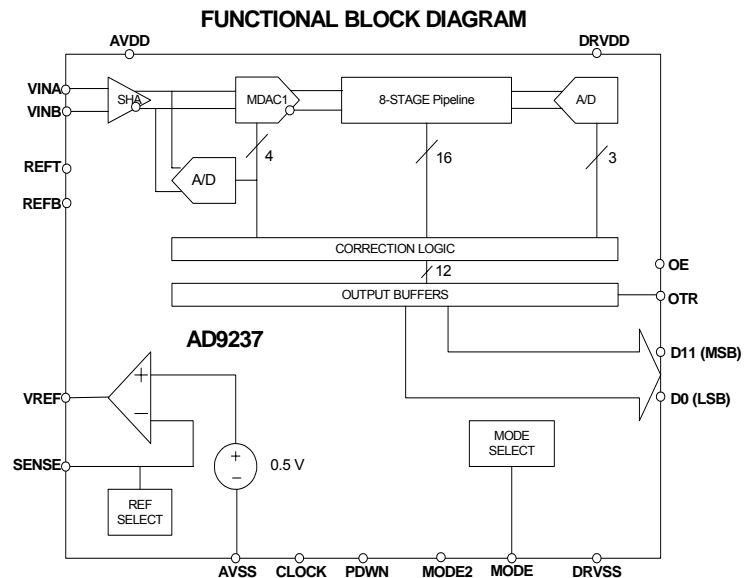 FUNCTIONAL BLOCK DIAGRAM
AVDD
DRVDD
VINA
VINB
SHA
MDAC1
8-STAGE Pipeline
A/D
4
16
3
REFT
A/D
REFB
CORRECTION LOGIC
OE
12
OUTPUT BUFFERS
OTR
AD9237
D11 (MSB)
+
VREF
D0 (LSB)
−
MODE
SELECT
SENSE
+
−
0.5 V
REF
SELECT
AVSS
CLOCK
PDWN
MODE2
MODE
DRVSS